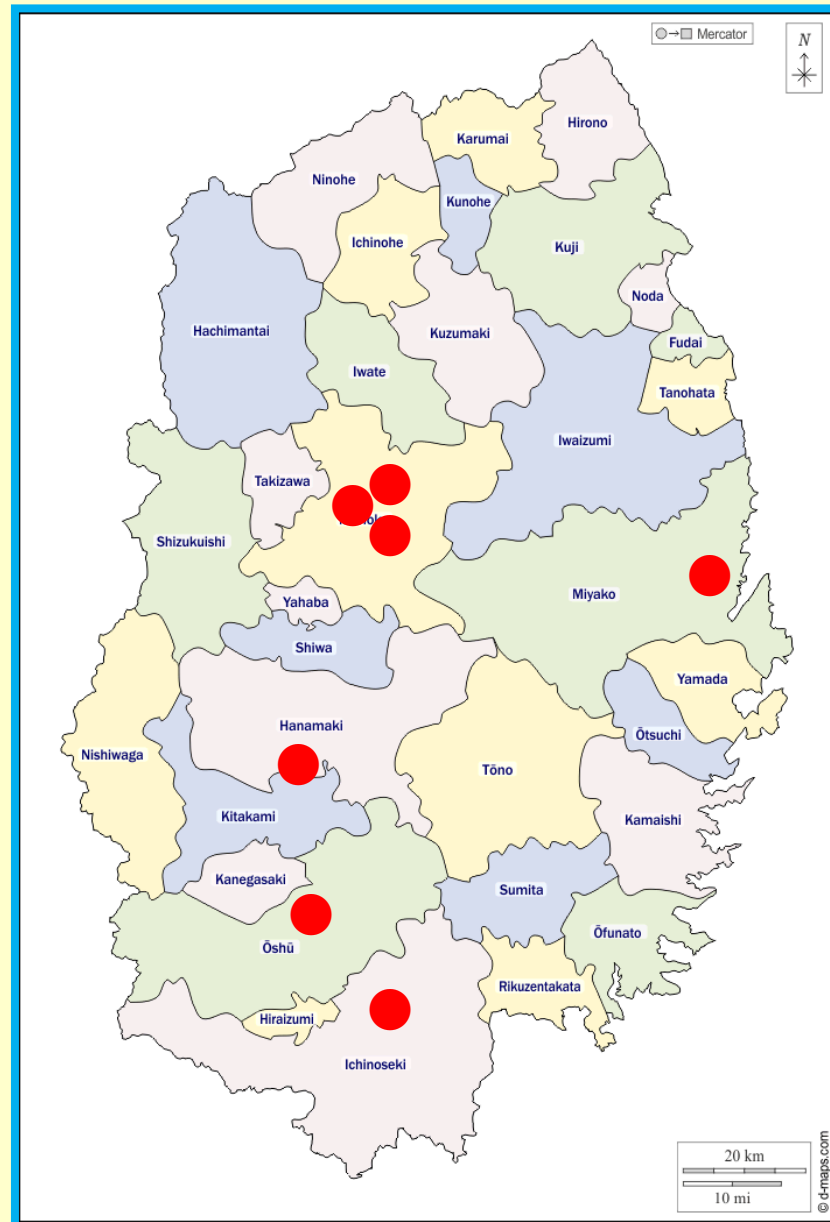 Mercator
N
Hirono
Karumai
Ninohe
Kunohe
Ichinohe
Kuji
Noda
Hachimantai
Kuzumaki
Fudai
Iwate
Tanohata
Iwaizumi
Takizawa
Shizukuishi
Miyako
Yahaba
Shiwa
Yamada
Hanamaki
Ōtsuchi
Nishiwaga
Tōno
Kitakami
Kamaishi
Kanegasaki
Sumita
Ōshū
Ōfunato
Rikuzentakata
Hiraizumi
Ichinoseki
20 km
10 mi
© d-maps.com